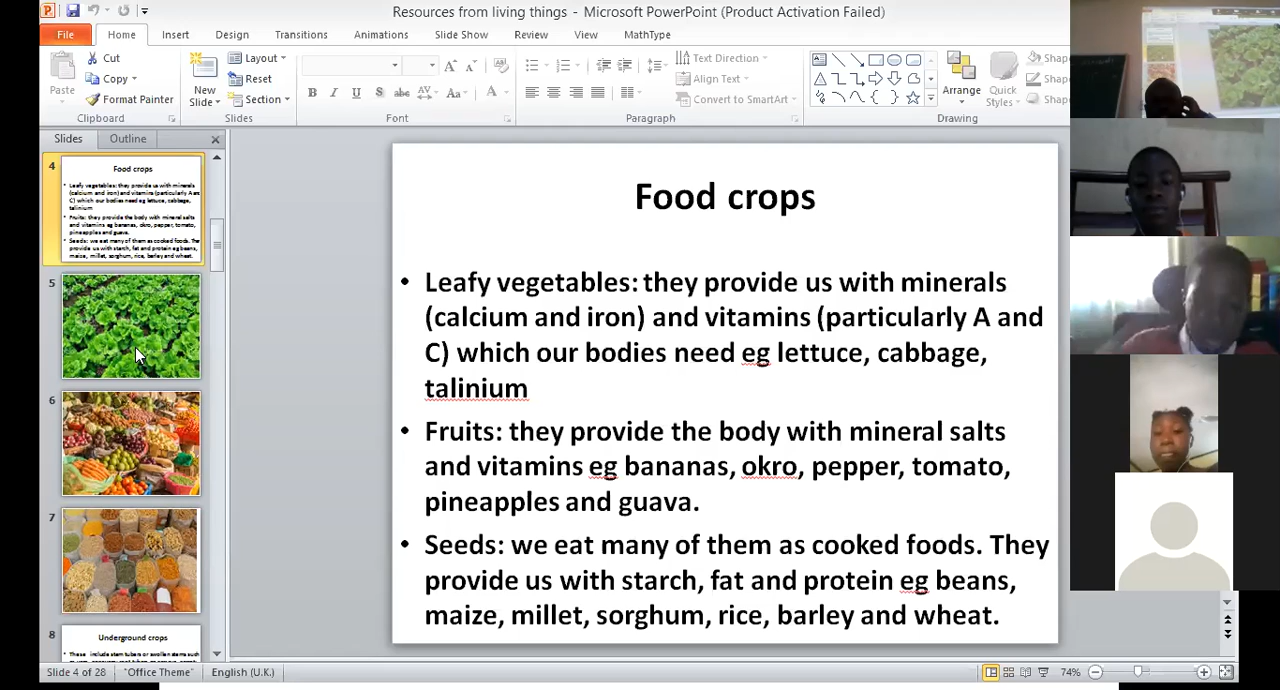 Resources from living things - Microsoft PowerPoint (Product Activation Failed)
File Home Insert Design Transitions Animations Slide Show Review View MathType
Cut
Copy
Format Painter
Paste
Clipboard
New
Slide
Layout
Reset
Section
Slides
B I U S abc AV Aa A
Font
Text Direction
Align Text
Convert to SmartArt
Paragraph
Arrange
Quick
Styles
Drawing
Slides Outline
4
Food crops
Leafy vegetables: they provide us with minerals
(calcium and iron) and vitamins (particularly A and
C) which our bodies need eg lettuce, cabbage,
talinium
Fruits: they provide the body with mineral salts
and vitamins eg bananas, okro, pepper, tomato,
pineapples and guava.
Seeds: we eat many of them as cooked foods. They
provide us with starch, fat and protein eg beans,
maize, millet, sorghum, rice, barley and wheat.
5
6
7
8
Underground crops
Food crops
• Leafy vegetables: they provide us with minerals
(calcium and iron) and vitamins (particularly A and
C) which our bodies need eg lettuce, cabbage,
talinium
• Fruits: they provide the body with mineral salts
and vitamins eg bananas, okro, pepper, tomato,
pineapples and guava.
• Seeds: we eat many of them as cooked foods. They
provide us with starch, fat and protein eg beans,
maize, millet, sorghum, rice, barley and wheat.
Slide 4 of 28 "Office Theme" English (U.K.) 74%